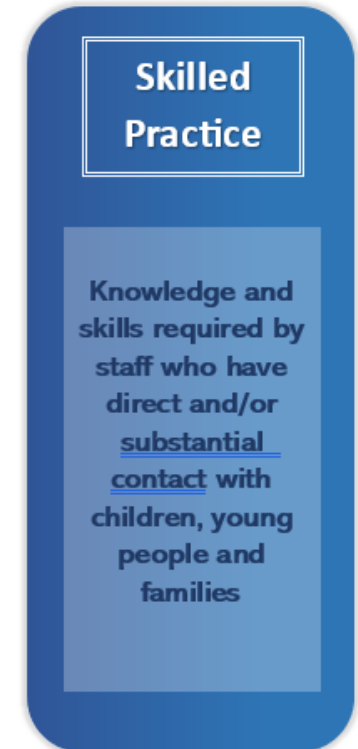 Skilled
Practice
Knowledge and
skills required by
staff who have
direct and/or
substantial
contact with
children, young
people and
families